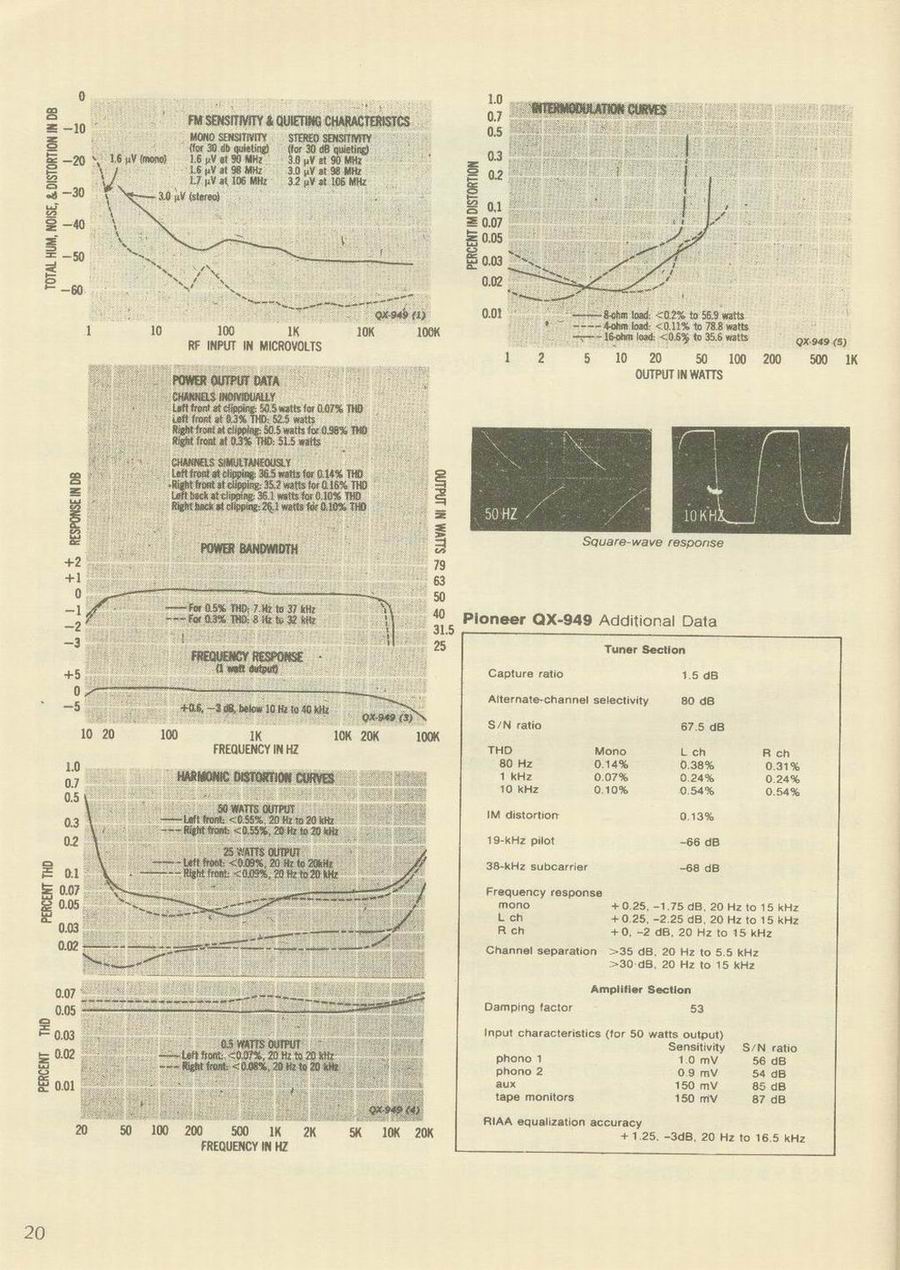 FM SENSITIVITY & QUIETING CHARACTERISTCS
MONO SENSITIVITY STEREO SENSITIVITY
(for 30 db quieting) (for 30 dB quieting)
1.6 µV at 90 MHz 3.0 µV at 90 MHz
1.6 µV at 98 MHz 3.0 µV at 98 MHz
1.7 µV at 106 MHz 3.2 µV at 106 MHz
1.6 µV (mono)
3.0 µV (stereo)
TOTAL HUM, NOISE, & DISTORTION IN DB
0
-10
-20
-30
-40
-50
-60
QX-949 (1)
1 10 100 1K 10K 100K
RF INPUT IN MICROVOLTS
INTERMODULATION CURVES
PERCENT IM DISTORTION
1.0
0.7
0.5
0.3
0.2
0.1
0.07
0.05
0.03
0.02
0.01
8-ohm load: <0.2% to 56.9 watts
4-ohm load: <0.11% to 78.8 watts
16-ohm load: <0.6% to 35.6 watts
QX-949 (5)
1 2 5 10 20 50 100 200 500 1K
OUTPUT IN WATTS
POWER OUTPUT DATA
CHANNELS INDIVIDUALLY
Left front at clipping: 50.5 watts for 0.07% THD
Left front at 0.3% THD: 52.5 watts
Right front at clipping: 50.5 watts for 0.98% THD
Right front at 0.3% THD: 51.5 watts
CHANNELS SIMULTANEOUSLY
Left front at clipping: 36.5 watts for 0.14% THD
Right front at clipping: 35.2 watts for 0.16% THD
Left back at clipping: 36.1 watts for 0.10% THD
Right back at clipping: 26.1 watts for 0.10% THD
POWER BANDWIDTH
RESPONSE IN DB
OUTPUT IN WATTS
+2 79
+1 63
0 50
-1 40
-2 31.5
-3 25
For 0.5% THD: 7 Hz to 37 kHz
For 0.3% THD: 8 Hz to 32 kHz
FREQUENCY RESPONSE
(1 watt output)
+5
0
-5
+0.6, -3 dB, below 10 Hz to 40 kHz
QX-949 (3)
10 20 100 1K 10K 20K 100K
FREQUENCY IN HZ
HARMONIC DISTORTION CURVES
PERCENT THD
1.0
0.7
0.5
0.3
0.2
0.1
0.07
0.05
0.03
0.02
50 WATTS OUTPUT
Left front: <0.55%, 20 Hz to 20 kHz
Right front: <0.55%, 20 Hz to 20 kHz
25 WATTS OUTPUT
Left front: <0.09%, 20 Hz to 20kHz
Right front: <0.09%, 20 Hz to 20 kHz
PERCENT THD
0.07
0.05
0.03
0.02
0.01
0.5 WATTS OUTPUT
Left front: <0.07%, 20 Hz to 20 kHz
Right front: <0.08%, 20 Hz to 20 kHz
QX-949 (4)
20 50 100 200 500 1K 2K 5K 10K 20K
FREQUENCY IN HZ
50 HZ
10 KHZ
Square-wave response
Pioneer QX-949 Additional Data
Tuner Section
Capture ratio 1.5 dB
Alternate-channel selectivity 80 dB
S/N ratio 67.5 dB
THD Mono L ch R ch
80 Hz 0.14% 0.38% 0.31%
1 kHz 0.07% 0.24% 0.24%
10 kHz 0.10% 0.54% 0.54%
IM distortion 0.13%
19-kHz pilot -66 dB
38-kHz subcarrier -68 dB
Frequency response
mono +0.25, -1.75 dB, 20 Hz to 15 kHz
L ch +0.25, -2.25 dB, 20 Hz to 15 kHz
R ch +0, -2 dB, 20 Hz to 15 kHz
Channel separation >35 dB, 20 Hz to 5.5 kHz
>30 dB, 20 Hz to 15 kHz
Amplifier Section
Damping factor 53
Input characteristics (for 50 watts output)
Sensitivity S/N ratio
phono 1 1.0 mV 56 dB
phono 2 0.9 mV 54 dB
aux 150 mV 85 dB
tape monitors 150 mV 87 dB
RIAA equalization accuracy
+1.25, -3dB, 20 Hz to 16.5 kHz
20